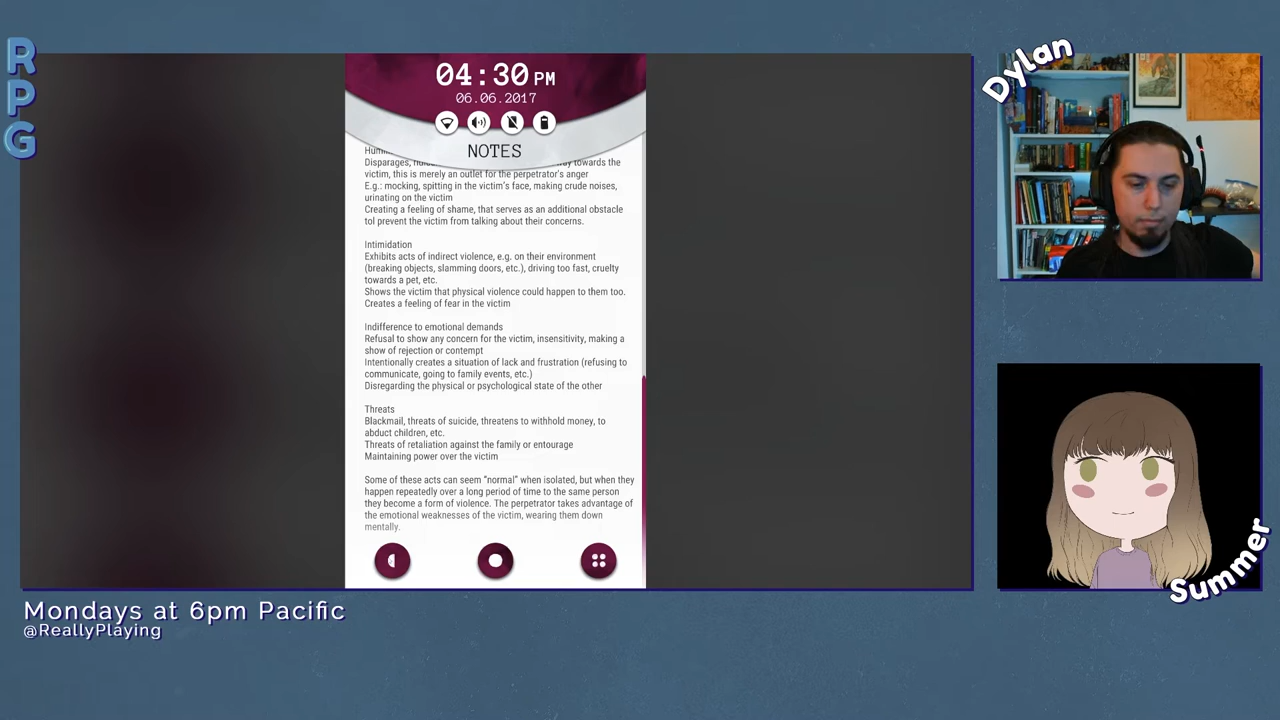 RPG
Dylan
04:30 PM
06.06.2017
NOTES
Disparages, towards the
victim, this is merely an outlet for the perpetrator's anger
E.g.: mocking, spitting in the victim's face, making crude noises,
urinating on the victim
Creating a feeling of shame, that serves as an additional obstacle
tol prevent the victim from talking about their concerns.
Intimidation
Exhibits acts of indirect violence, e.g. on their environment
(breaking objects, slamming doors, etc.), driving too fast, cruelty
towards a pet, etc.
Shows the victim that physical violence could happen to them too.
Creates a feeling of fear in the victim
Indifference to emotional demands
Refusal to show any concern for the victim, insensitivity, making a
show of rejection or contempt
Intentionally creates a situation of lack and frustration (refusing to
communicate, going to family events, etc.)
Disregarding the physical or psychological state of the other
Threats
Blackmail, threats of suicide, threatens to withhold money, to
abduct children, etc.
Threats of retaliation against the family or entourage
Maintaining power over the victim
Some of these acts can seem "normal" when isolated, but when they
happen repeatedly over a long period of time to the same person
they become a form of violence. The perpetrator takes advantage of
the emotional weaknesses of the victim, wearing them down
mentally.
Summer
Mondays at 6pm Pacific
@ReallyPlaying